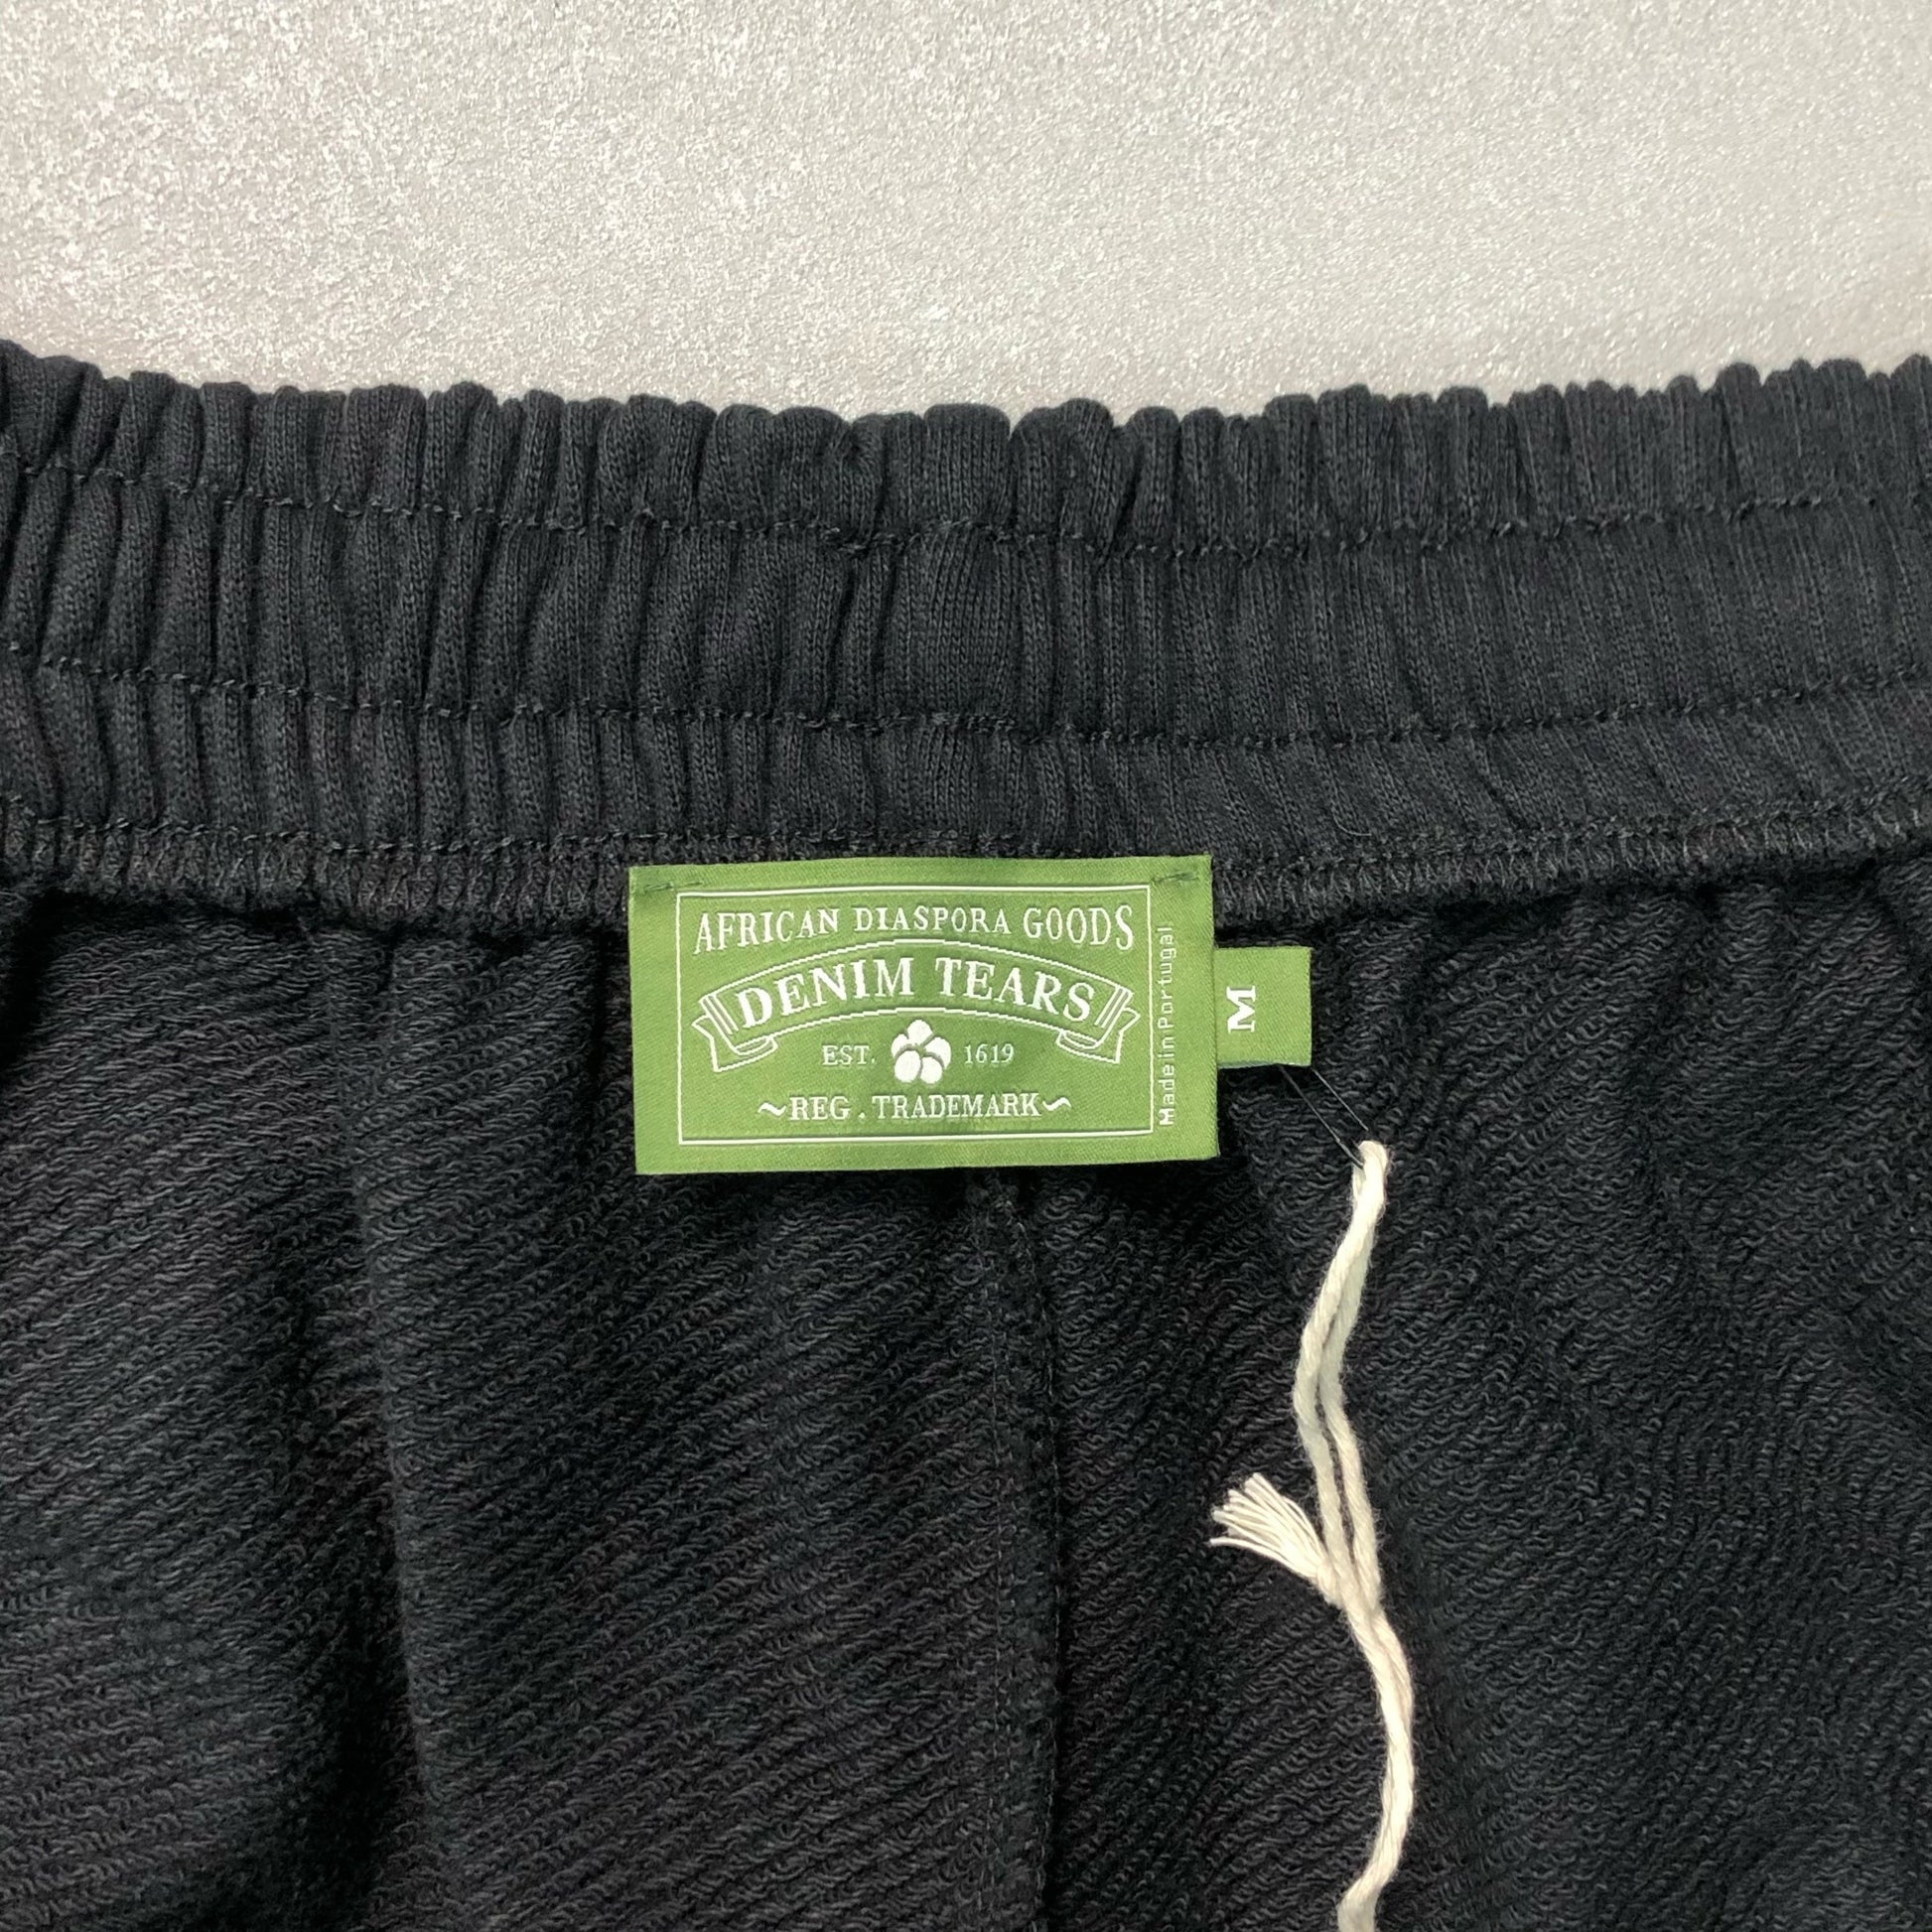 AFRICAN DIASPORA GOODS
DENIM TEARS
EST. 1619
~REG. TRADEMARK~
Made in Portugal
M